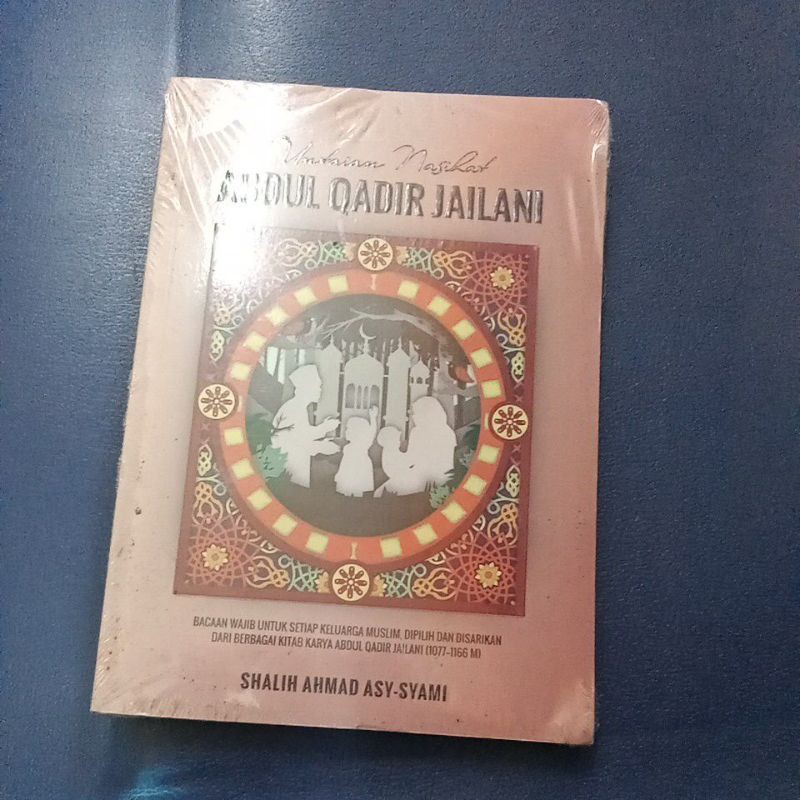 Untaian Nasihat
ABDUL QADIR JAILANI
BACAAN WAJIB UNTUK SETIAP KELUARGA MUSLIM, DIPILIH DAN DISARIKAN
DARI BERBAGAI KITAB KARYA ABDUL QADIR JAILANI (1077-1166 M)
SHALIH AHMAD ASY-SYAMI